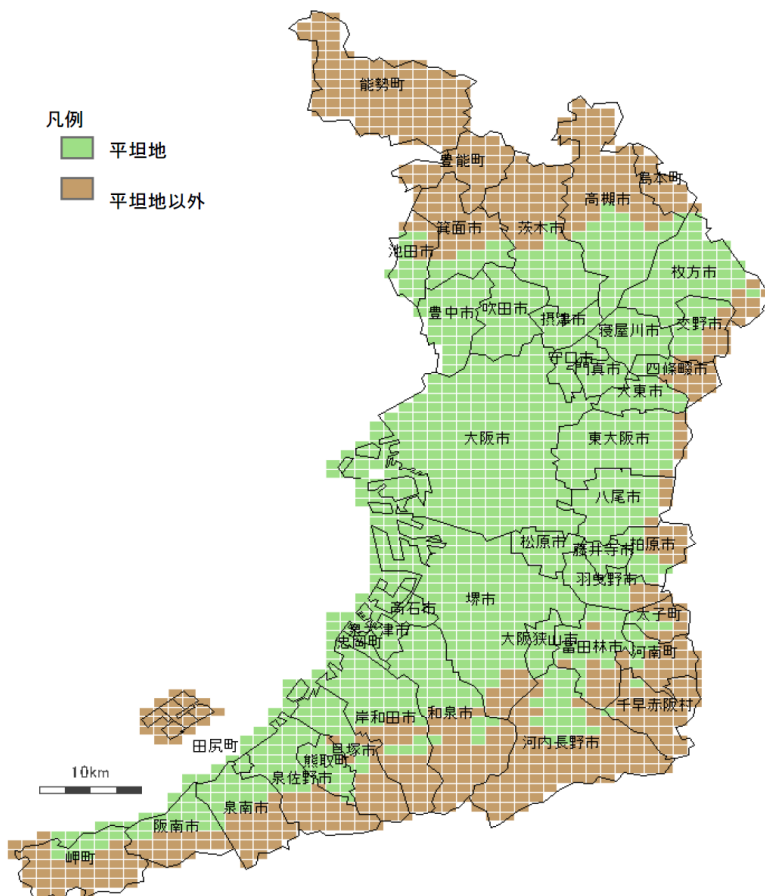 能勢町
凡例
平坦地
平坦地以外
豊能町
島本町
高槻市
箕面市
茨木市
池田市
枚方市
豊中市
吹田市
摂津市
寝屋川市
交野市
守口市
門真市
四條畷市
大東市
大阪市
東大阪市
八尾市
松原市
藤井寺市
柏原市
羽曳野市
堺市
高石市
泉大津市
忠岡町
大阪狭山市
富田林市
太子町
河南町
千早赤阪村
岸和田市
和泉市
河内長野市
田尻町
貝塚市
熊取町
泉佐野市
10km
泉南市
阪南市
岬町